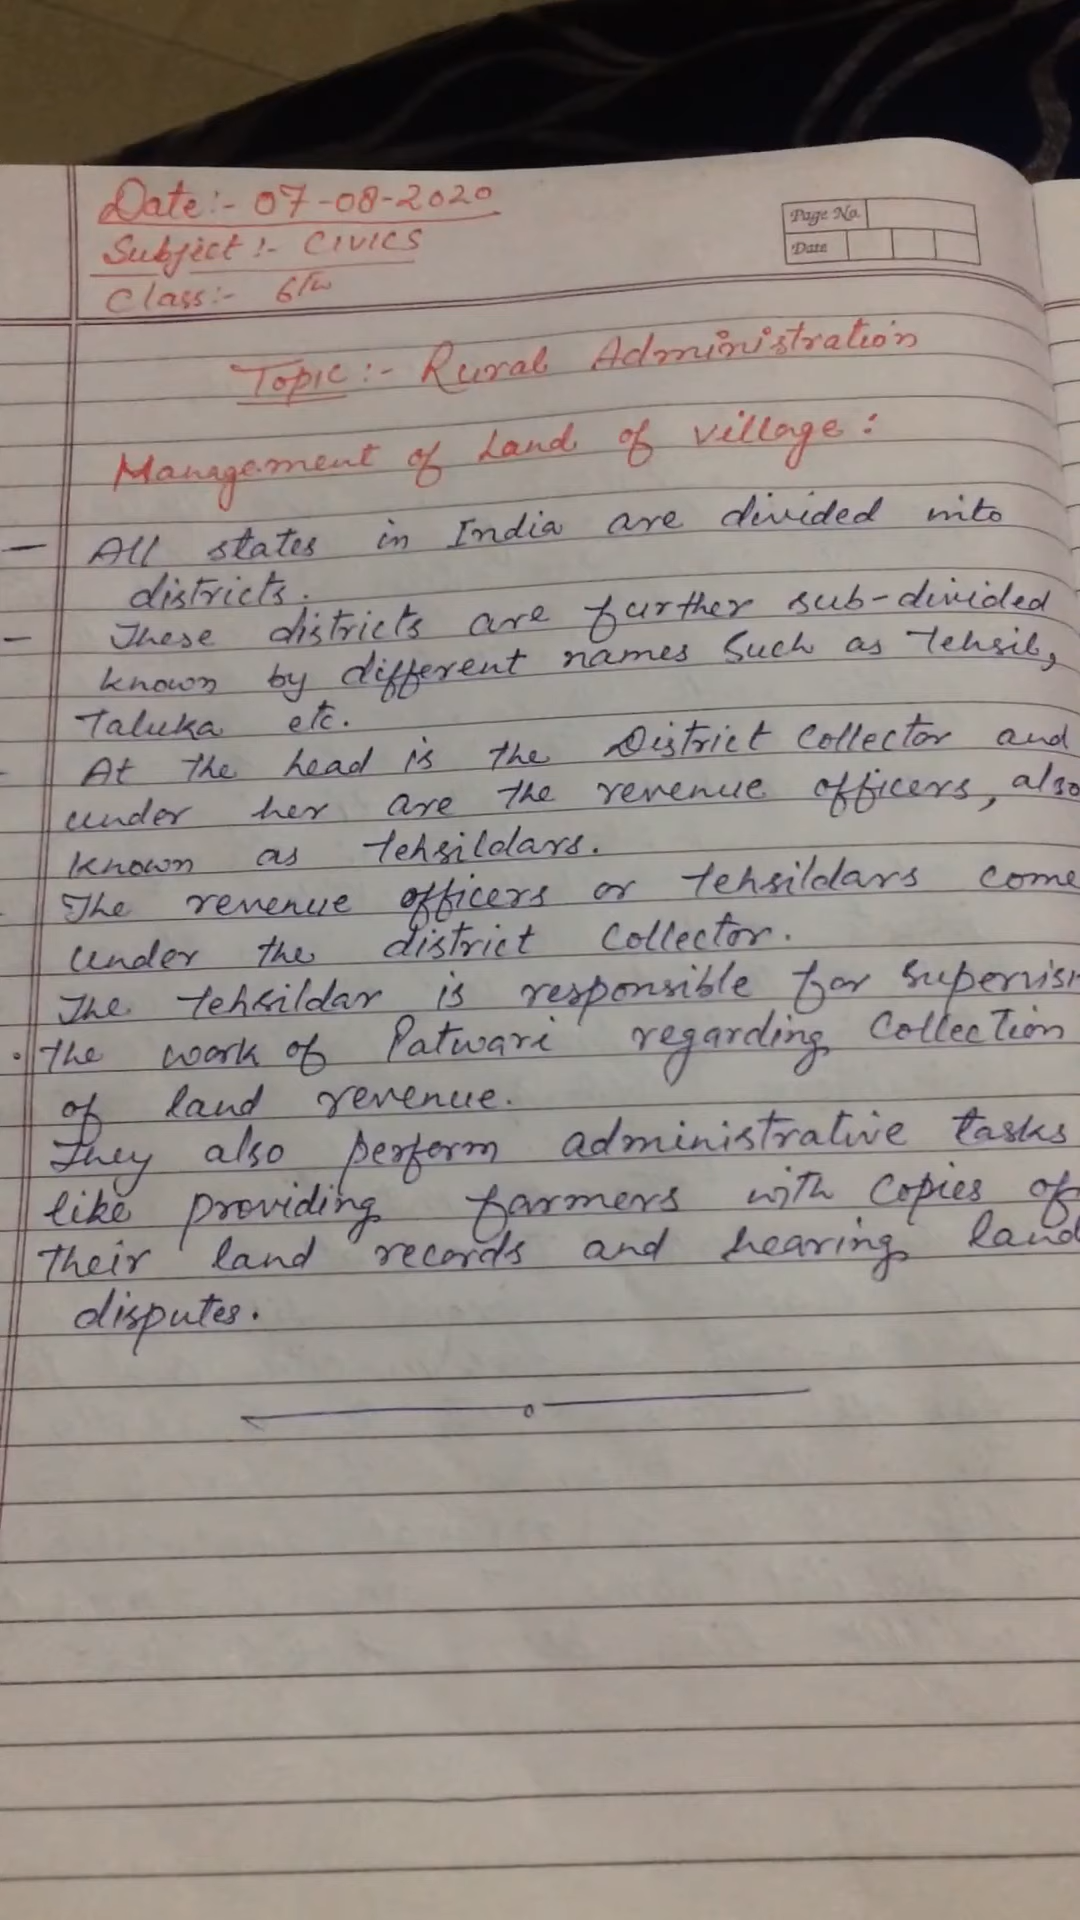 Date:- 07-08-2020
Page No.
Subject:- CIVICS
Date
Class:- 6th
Topic:- Rural Administration
Management of Land of village:
— All states in India are divided into
districts.
— These districts are further sub-divided
known by different names such as Tehsil,
Taluka etc.
- At the head is the District Collector and
under her are the revenue officers, also
known as tehsildars.
- The revenue officers or tehsildars come
under the district Collector.
The tehsildar is responsible for supervisi
. the work of Patwari regarding Collection
of land revenue.
They also perform administrative tasks
like providing farmers with copies of
their land records and hearing land
disputes.